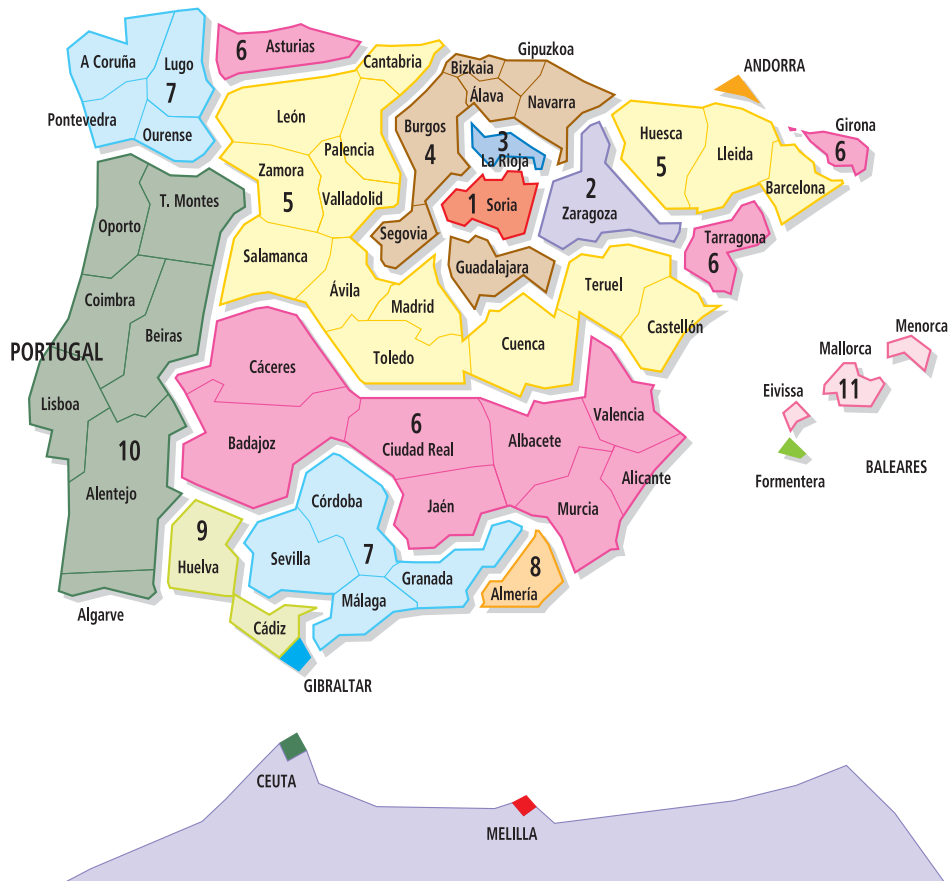 6 Asturias
Cantabria
Bizkaia
Gipuzkoa
A Coruña
Lugo
7
Pontevedra
Ourense
León
Palencia
Zamora
5
Valladolid
Burgos
4
Álava
Navarra
3
La Rioja
1 Soria
2
Zaragoza
Huesca
5
Lleida
Barcelona
ANDORRA
Girona
6
Tarragona
6
Segovia
Guadalajara
Salamanca
Ávila
Madrid
Toledo
Cuenca
Teruel
Castellón
Oporto
T. Montes
Coimbra
Beiras
PORTUGAL
Lisboa
10
Alentejo
Algarve
Cáceres
Badajoz
6
Ciudad Real
Albacete
Valencia
Alicante
Murcia
Jaén
Menorca
Mallorca
11
Eivissa
Formentera
BALEARES
Córdoba
Sevilla
7
Granada
Málaga
8
Almería
9
Huelva
Cádiz
GIBRALTAR
CEUTA
MELILLA